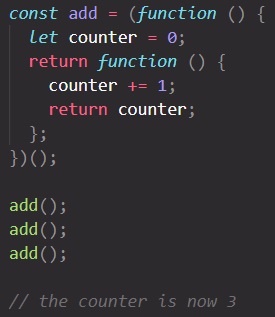 const add = (function () {
  let counter = 0;
  return function () {
    counter += 1;
    return counter;
  };
})();

add();
add();
add();

// the counter is now 3